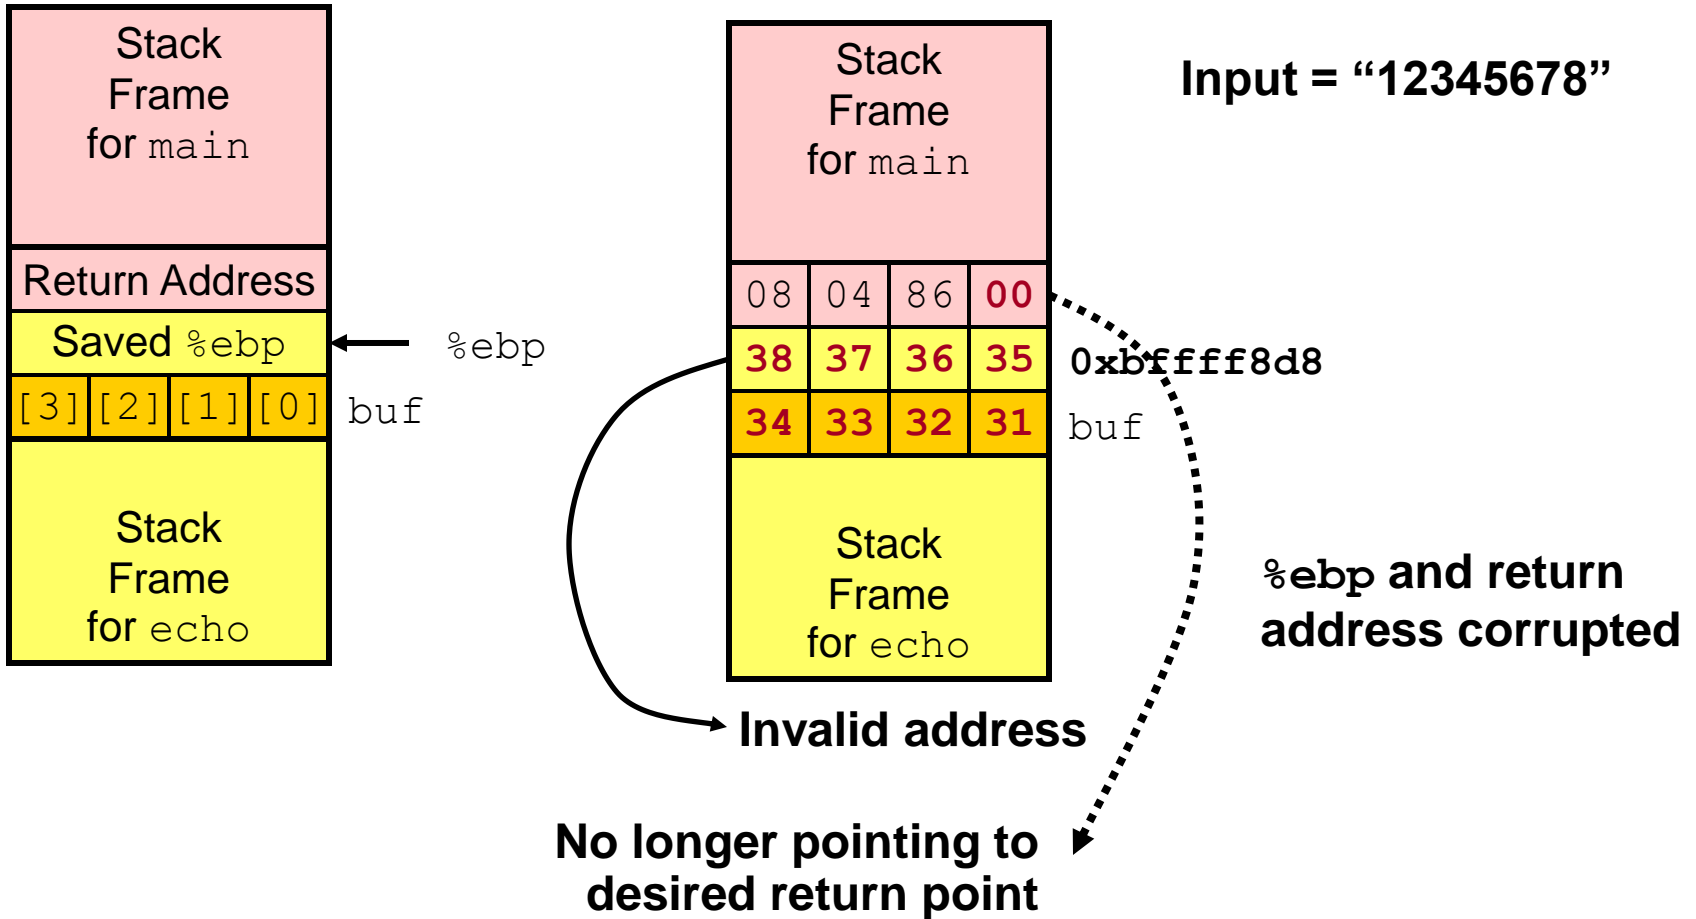 Stack
Frame
for main
Return Address
Saved %ebp
%ebp
[3] [2] [1] [0]
buf
Stack
Frame
for echo
Stack
Frame
for main
08 04 86 00
38 37 36 35
0xbffff8d8
34 33 32 31
buf
Stack
Frame
for echo
Input = “12345678”
%ebp and return
address corrupted
Invalid address
No longer pointing to
desired return point